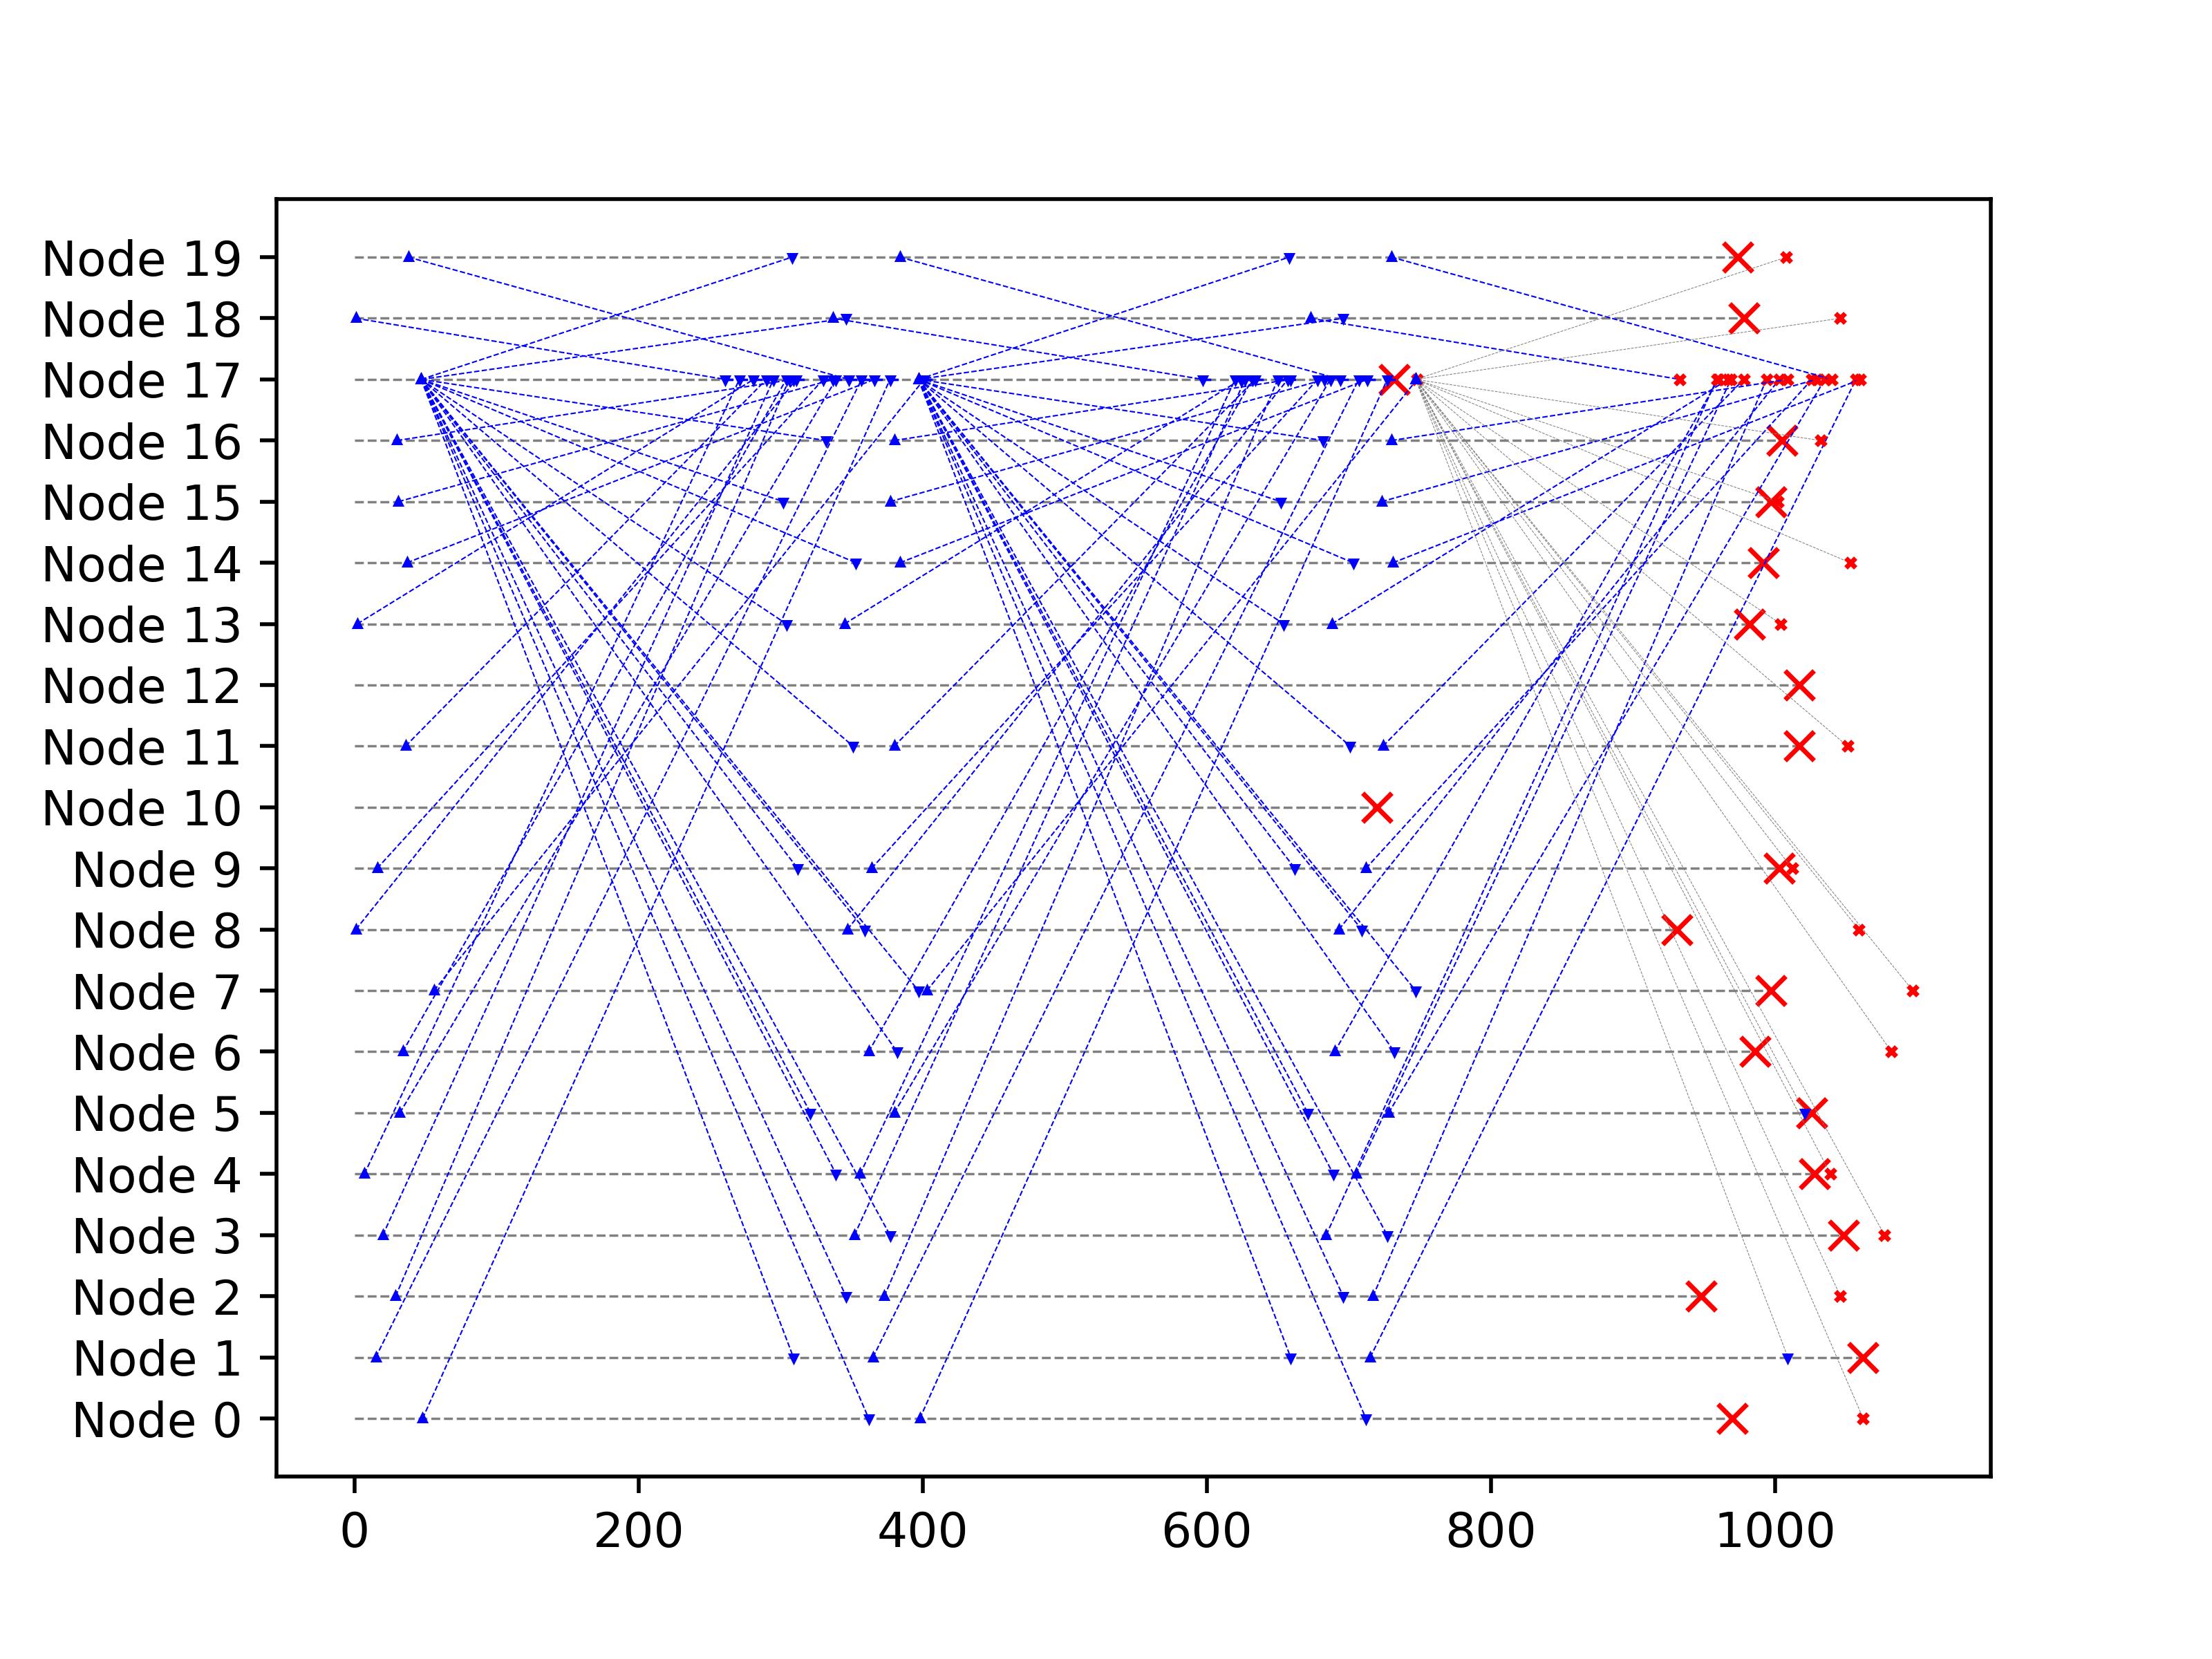 Node 19
Node 18
Node 17
Node 16
Node 15
Node 14
Node 13
Node 12
Node 11
Node 10
Node 9
Node 8
Node 7
Node 6
Node 5
Node 4
Node 3
Node 2
Node 1
Node 0
0 200 400 600 800 1000